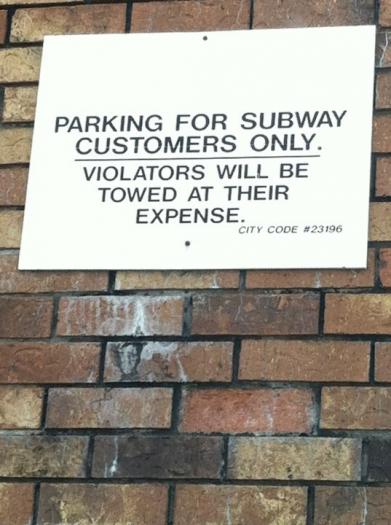 PARKING FOR SUBWAY
CUSTOMERS ONLY.
VIOLATORS WILL BE
TOWED AT THEIR
EXPENSE.
CITY CODE #23196